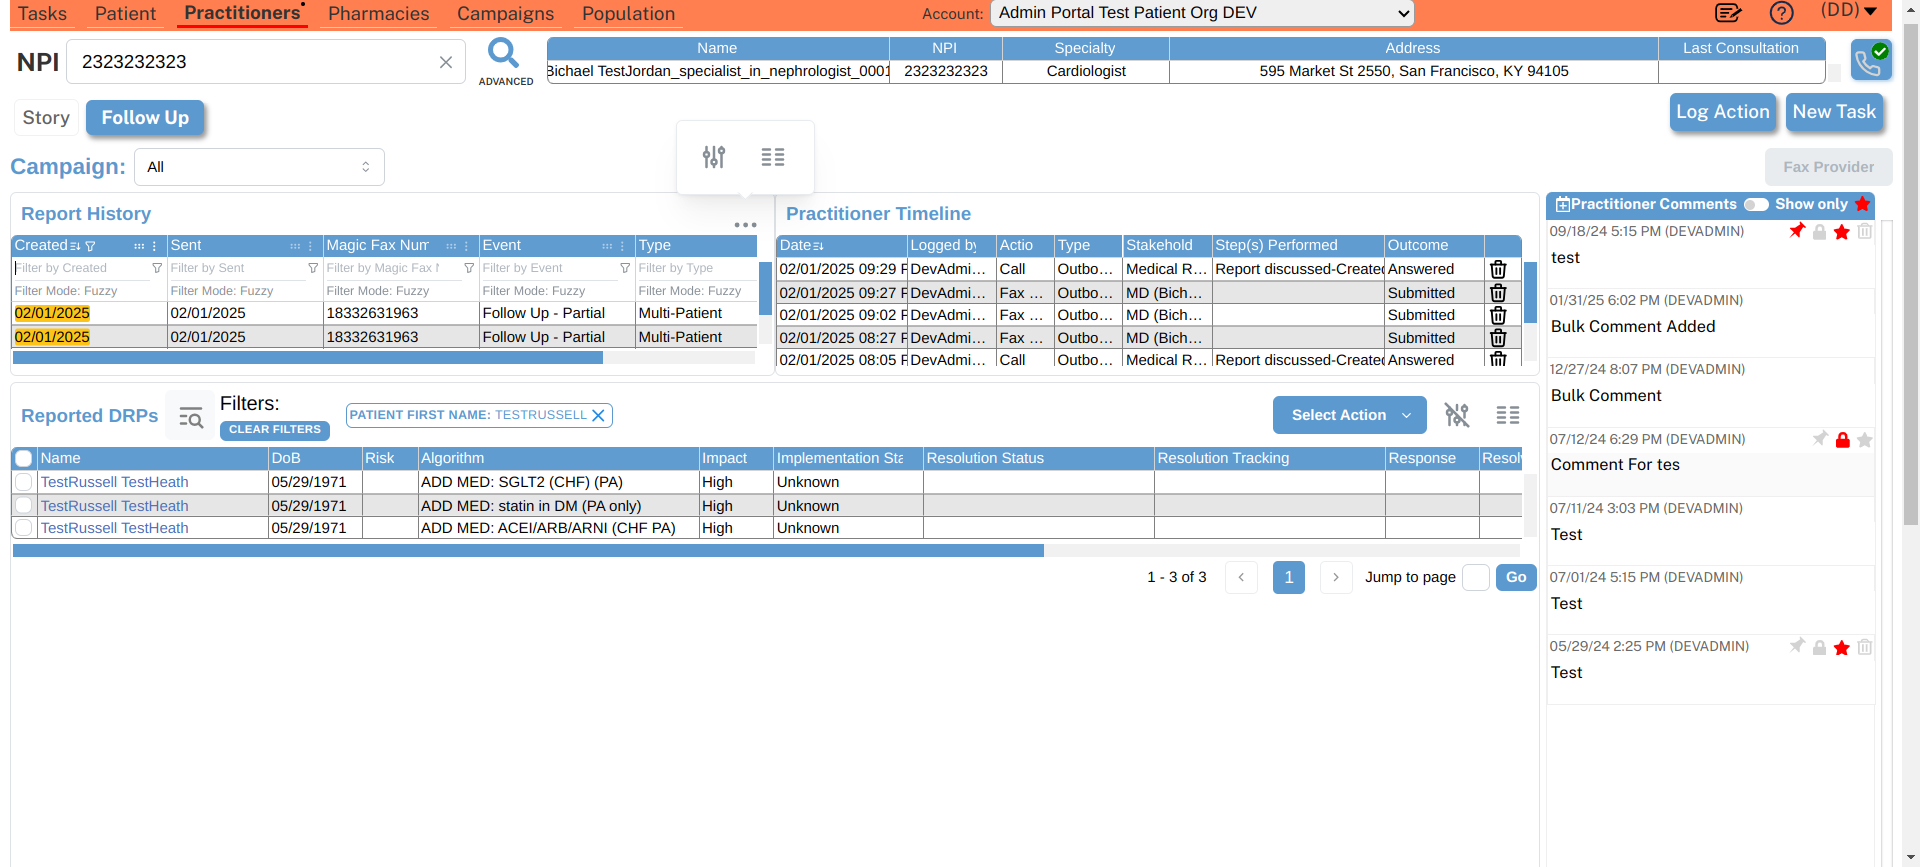 Tasks Patient Practitioners Pharmacies Campaigns Population Account: Admin Portal Test Patient Org DEV (DD)
NPI 2323232323 ADVANCED
Name NPI Specialty Address Last Consultation
Bichael TestJordan_specialist_in_nephrologist_0001 2323232323 Cardiologist 595 Market St 2550, San Francisco, KY 94105
Story Follow Up Log Action New Task
Campaign: All Fax Provider
Report History
Created Sent Magic Fax Num Event Type
Filter by Created Filter by Sent Filter by Magic Fax Filter by Event Filter by Type
Filter Mode: Fuzzy Filter Mode: Fuzzy Filter Mode: Fuzzy Filter Mode: Fuzzy Filter Mode: Fuzzy
02/01/2025 02/01/2025 18332631963 Follow Up - Partial Multi-Patient
02/01/2025 02/01/2025 18332631963 Follow Up - Partial Multi-Patient
Practitioner Timeline
Date Logged by Actio Type Stakehold Step(s) Performed Outcome
02/01/2025 09:29 P DevAdmi... Call Outbo... Medical R... Report discussed-Created Answered
02/01/2025 09:27 P DevAdmi... Fax ... Outbo... MD (Bich... Submitted
02/01/2025 09:02 P DevAdmi... Fax ... Outbo... MD (Bich... Submitted
02/01/2025 08:27 P DevAdmi... Fax ... Outbo... MD (Bich... Submitted
02/01/2025 08:05 P DevAdmi... Call Outbo... Medical R... Report discussed-Created Answered
Practitioner Comments Show only
09/18/24 5:15 PM (DEVADMIN)
test
01/31/25 6:02 PM (DEVADMIN)
Bulk Comment Added
12/27/24 8:07 PM (DEVADMIN)
Bulk Comment
07/12/24 6:29 PM (DEVADMIN)
Comment For tes
07/11/24 3:03 PM (DEVADMIN)
Test
07/01/24 5:15 PM (DEVADMIN)
Test
05/29/24 2:25 PM (DEVADMIN)
Test
Reported DRPs Filters: CLEAR FILTERS PATIENT FIRST NAME: TESTRUSSELL Select Action
Name DoB Risk Algorithm Impact Implementation Sta Resolution Status Resolution Tracking Response Resolv
TestRussell TestHeath 05/29/1971 ADD MED: SGLT2 (CHF) (PA) High Unknown
TestRussell TestHeath 05/29/1971 ADD MED: statin in DM (PA only) High Unknown
TestRussell TestHeath 05/29/1971 ADD MED: ACEI/ARB/ARNI (CHF PA) High Unknown
1 - 3 of 3 1 Jump to page Go